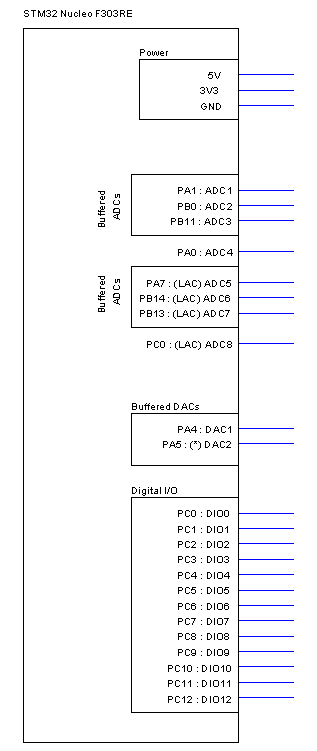 STM32 Nucleo F303RE
Power
5V
3V3
GND
Buffered
ADCs
PA1 : ADC1
PB0 : ADC2
PB11 : ADC3
PA0 : ADC4
Buffered
ADCs
PA7 : (LAC) ADC5
PB14 : (LAC) ADC6
PB13 : (LAC) ADC7
PC0 : (LAC) ADC8
Buffered DACs
PA4 : DAC1
PA5 : (*) DAC2
Digital I/O
PC0 : DIO0
PC1 : DIO1
PC2 : DIO2
PC3 : DIO3
PC4 : DIO4
PC5 : DIO5
PC6 : DIO6
PC7 : DIO7
PC8 : DIO8
PC9 : DIO9
PC10 : DIO10
PC11 : DIO11
PC12 : DIO12